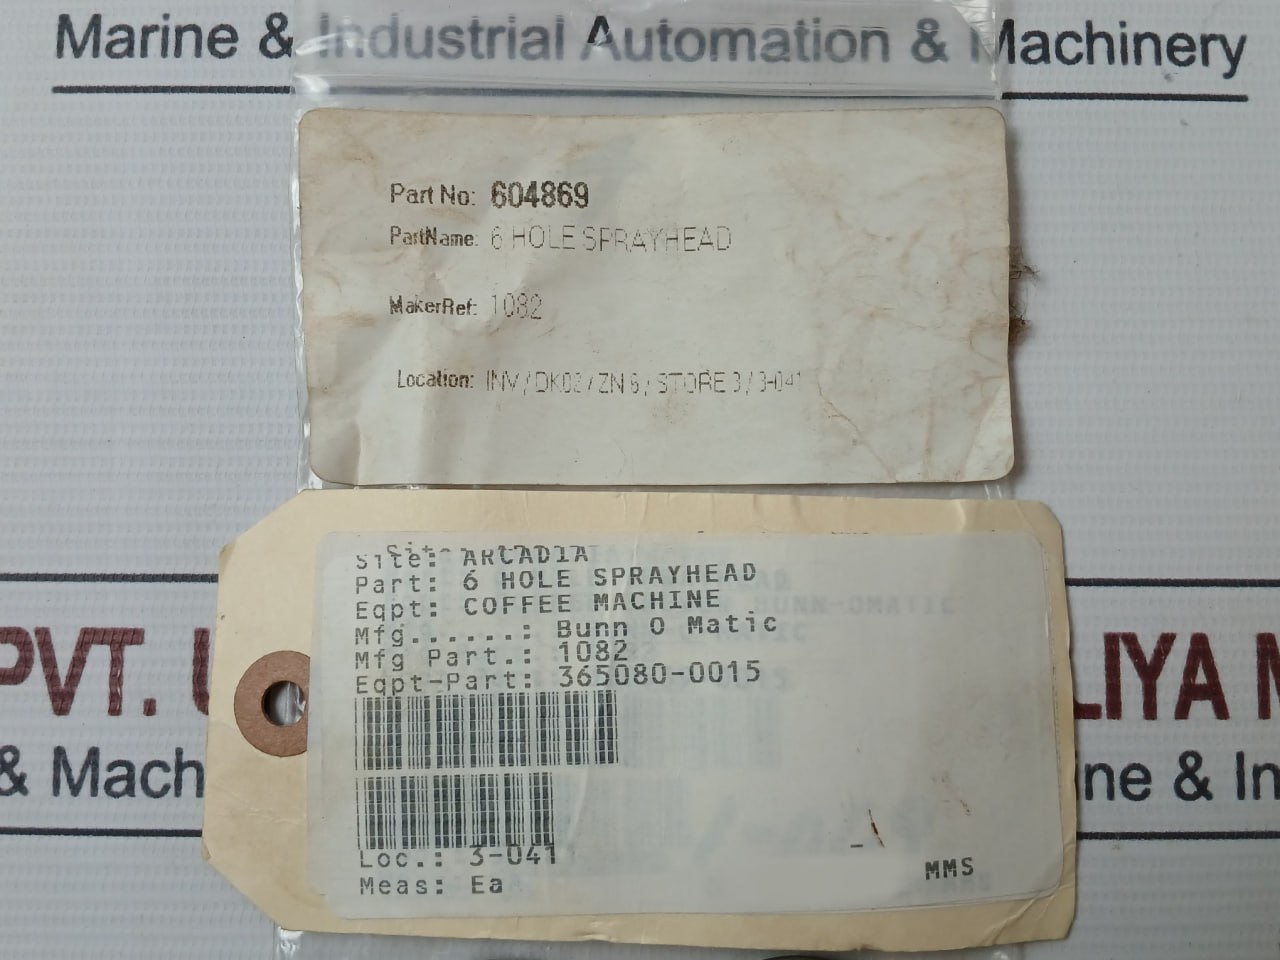 Marine & Industrial Automation & Machinery
Part No: 604869
PartName: 6 HOLE SPRAYHEAD
MakerRef: 1082
Location: INV / DK02 / ZN 6 / STORE 3 / 3-041
Site: ARCADIA
Part: 6 HOLE SPRAYHEAD
Eqpt: COFFEE MACHINE
Mfg......: Bunn O Matic
Mfg Part.: 1082
Eqpt-Part: 365080-0015
Loc.: 3-041
Meas: Ea
MMS
PVT. LIYA M
& Mach ine & In